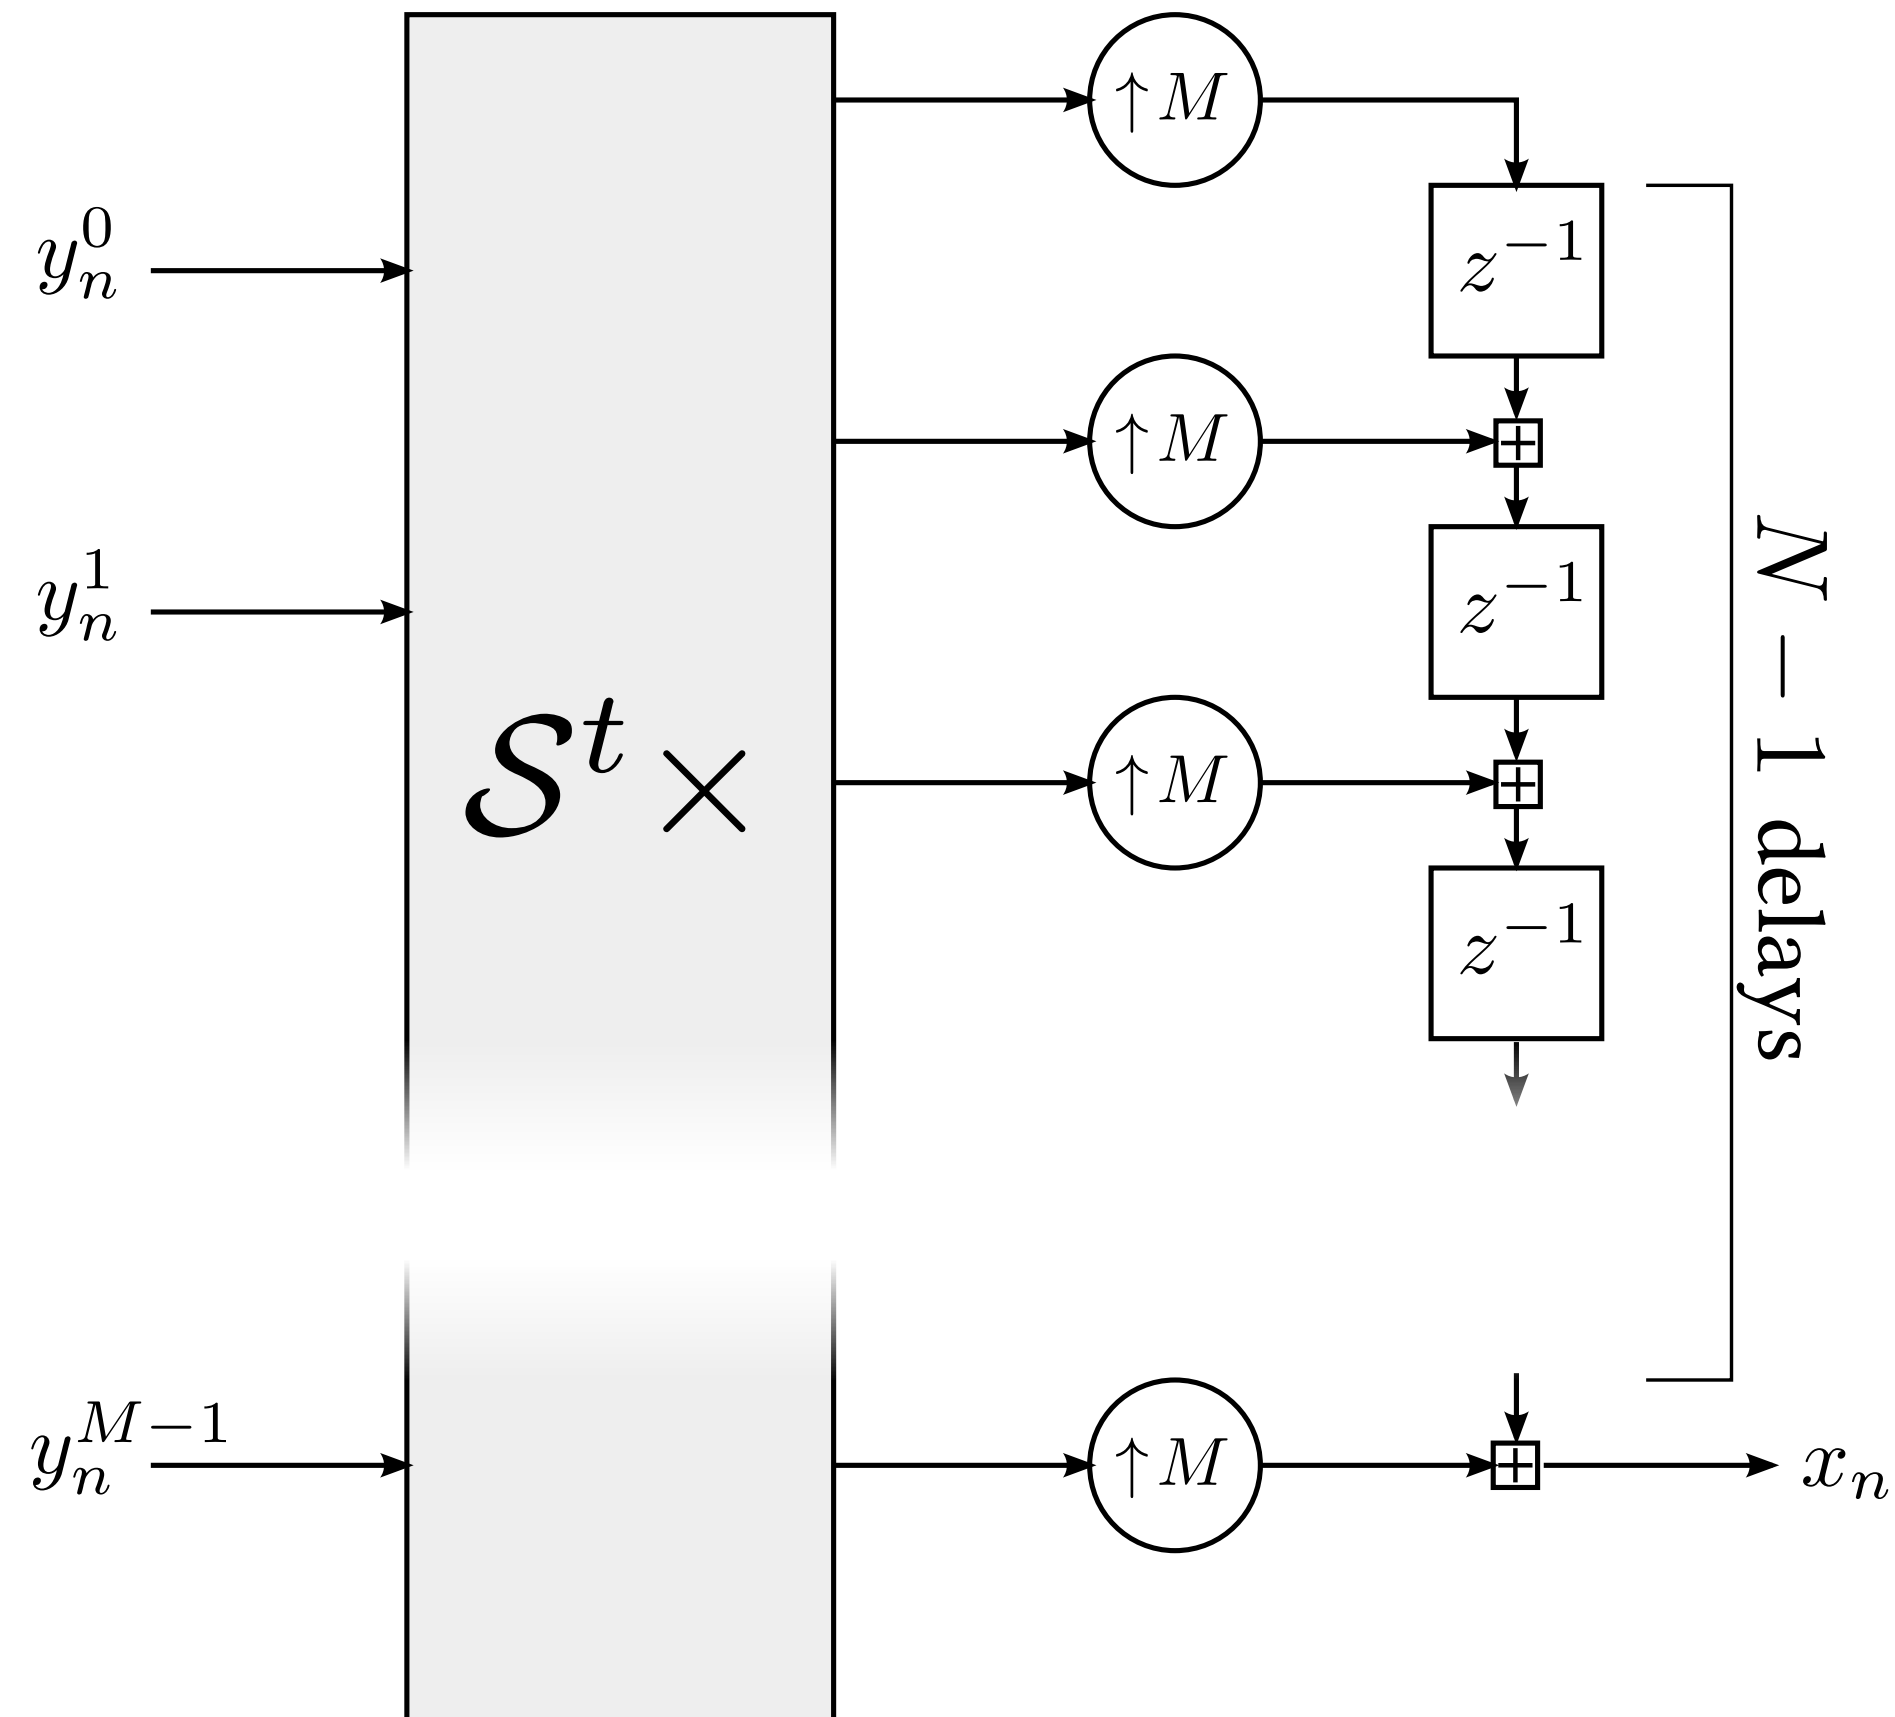 ↑M
y_n^0
z^{-1}
↑M
y_n^1
z^{-1}
S^t ×
↑M
z^{-1}
N − 1 delays
y_n^{M−1}
↑M
x_n